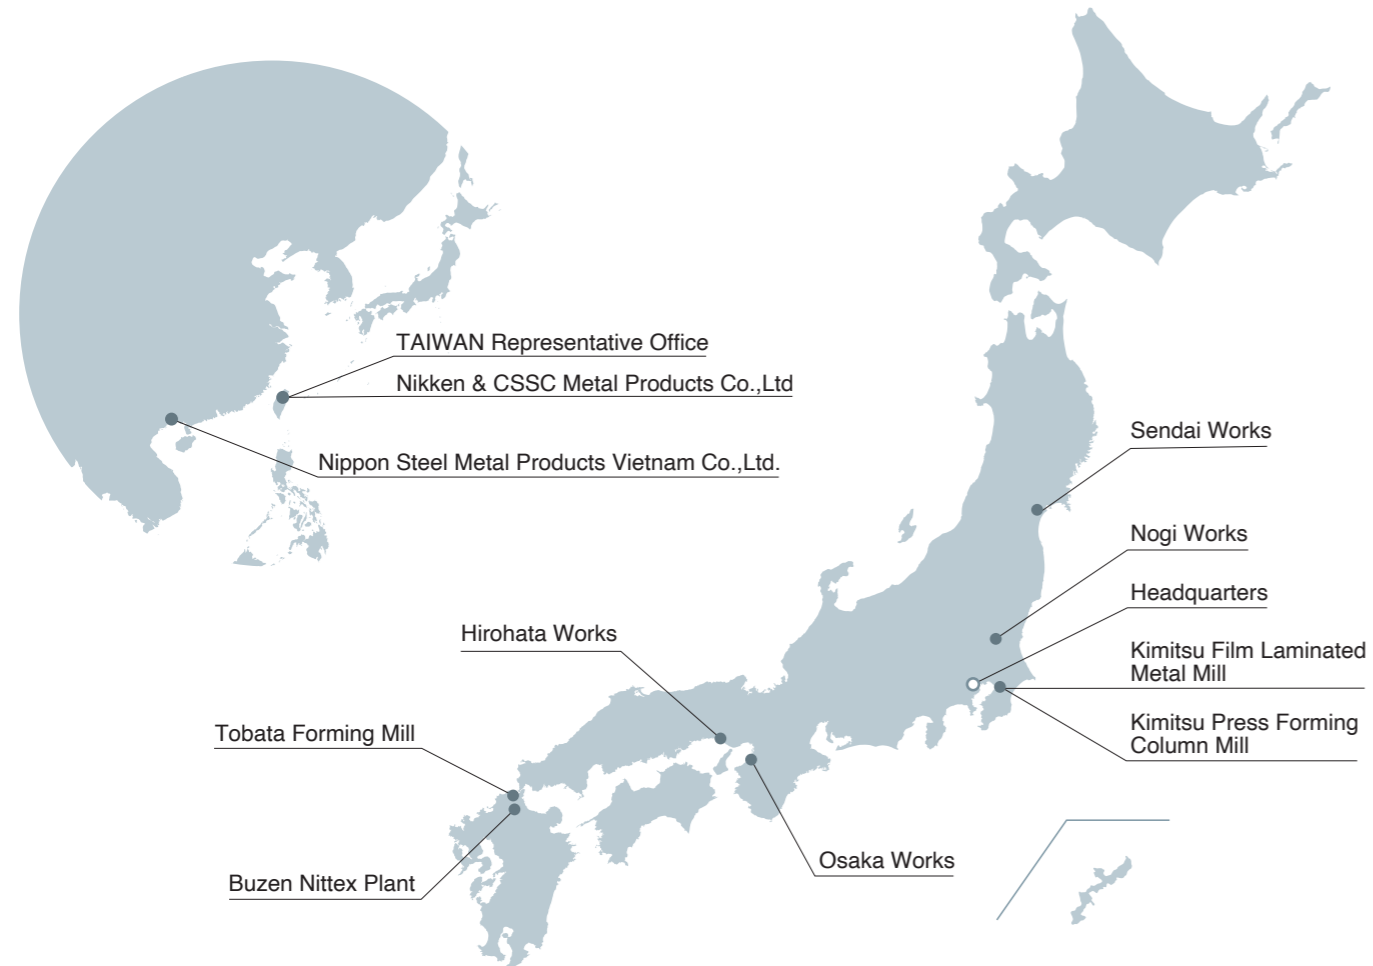 TAIWAN Representative Office
Nikken & CSSC Metal Products Co.,Ltd
Nippon Steel Metal Products Vietnam Co.,Ltd.
Sendai Works
Nogi Works
Headquarters
Kimitsu Film Laminated
Metal Mill
Kimitsu Press Forming
Column Mill
Hirohata Works
Tobata Forming Mill
Osaka Works
Buzen Nittex Plant